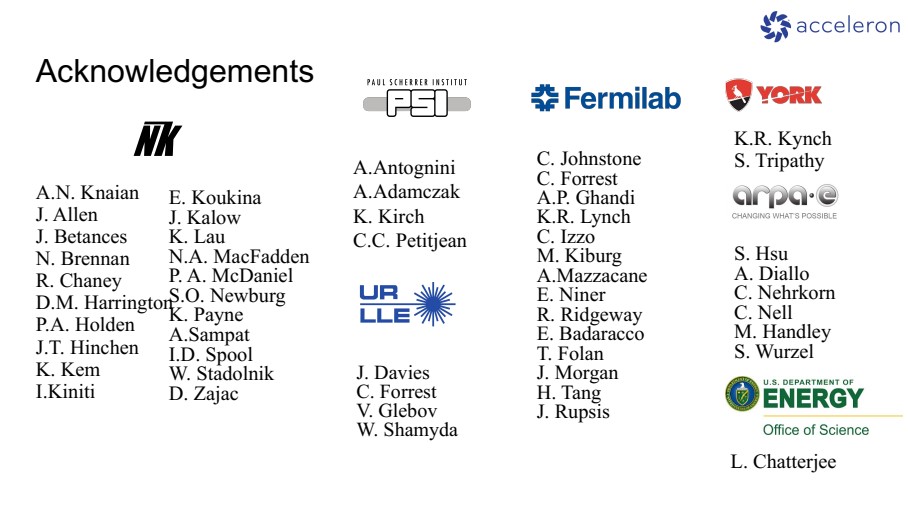 acceleron
Acknowledgements
NK
A.N. Knaian
J. Allen
J. Betances
N. Brennan
R. Chaney
D.M. Harrington
P.A. Holden
J.T. Hinchen
K. Kem
I.Kiniti
E. Koukina
J. Kalow
K. Lau
N.A. MacFadden
P. A. McDaniel
S.O. Newburg
K. Payne
A.Sampat
I.D. Spool
W. Stadolnik
D. Zajac
PAUL SCHERRER INSTITUT
PSI
A.Antognini
A.Adamczak
K. Kirch
C.C. Petitjean
UR
LLE
J. Davies
C. Forrest
V. Glebov
W. Shamyda
Fermilab
C. Johnstone
C. Forrest
A.P. Ghandi
K.R. Lynch
C. Izzo
M. Kiburg
A.Mazzacane
E. Niner
R. Ridgeway
E. Badaracco
T. Folan
J. Morgan
H. Tang
J. Rupsis
YORK
K.R. Kynch
S. Tripathy
arpa·e
CHANGING WHAT'S POSSIBLE
S. Hsu
A. Diallo
C. Nehrkorn
C. Nell
M. Handley
S. Wurzel
U.S. DEPARTMENT OF
ENERGY
Office of Science
L. Chatterjee